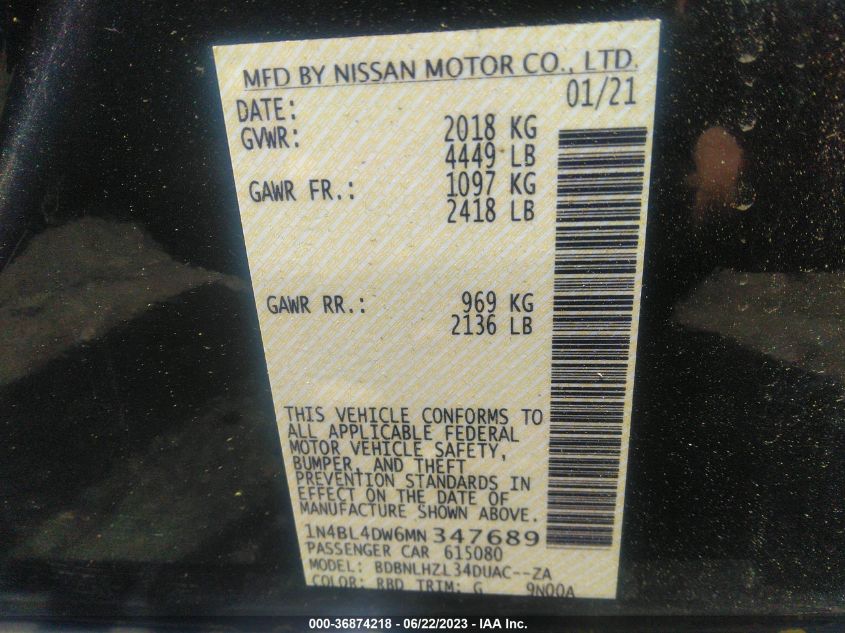 MFD BY NISSAN MOTOR CO., LTD.
DATE: 01/21
GVWR: 2018 KG
4449 LB
GAWR FR.: 1097 KG
2418 LB
GAWR RR.: 969 KG
2136 LB
THIS VEHICLE CONFORMS TO
ALL APPLICABLE FEDERAL
MOTOR VEHICLE SAFETY,
BUMPER, AND THEFT
PREVENTION STANDARDS IN
EFFECT ON THE DATE OF
MANUFACTURE SHOWN ABOVE.
1N4BL4DW6MN347689
PASSENGER CAR 615080
MODEL: BDBNLHZL34DUAC--ZA
COLOR: RBD TRIM: G 9N00A
000-36874218 - 06/22/2023 - IAA Inc.